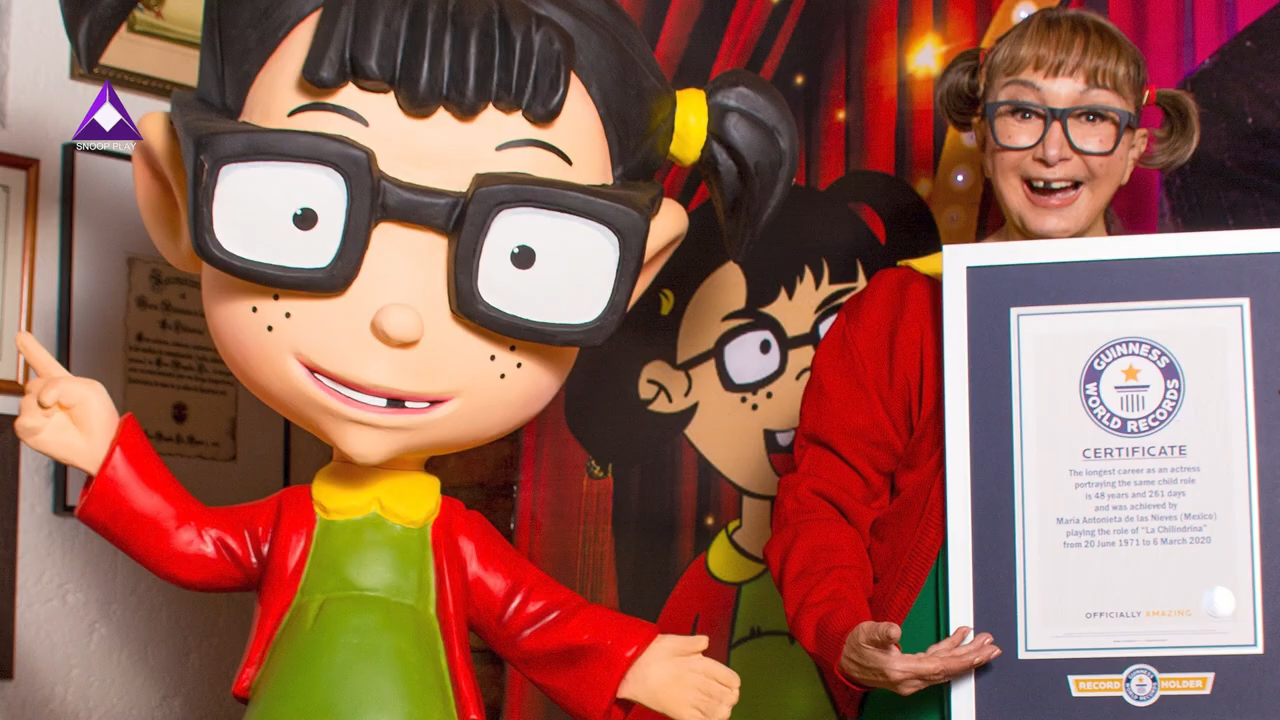 SNOOP PLAY
GUINNESS
WORLD RECORDS
CERTIFICATE
The longest career as an actress
portraying the same child role
is 48 years and 261 days
and was achieved by
María Antonieta de las Nieves (Mexico)
playing the role of "La Chilindrina"
from 20 June 1971 to 6 March 2020
OFFICIALLY AMAZING
RECORD HOLDER